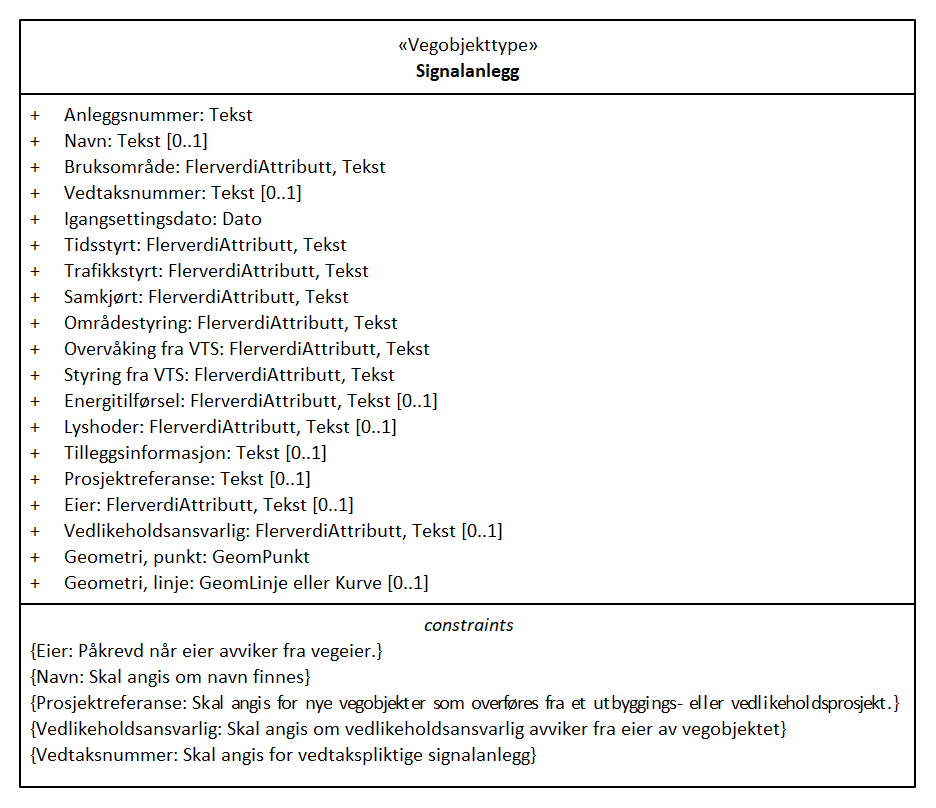 «Vegobjekttype»
Signalanlegg
+ Anleggsnummer: Tekst
+ Navn: Tekst [0..1]
+ Bruksområde: FlerverdiAttributt, Tekst
+ Vedtaksnummer: Tekst [0..1]
+ Igangsettingsdato: Dato
+ Tidsstyrt: FlerverdiAttributt, Tekst
+ Trafikkstyrt: FlerverdiAttributt, Tekst
+ Samkjørt: FlerverdiAttributt, Tekst
+ Områdestyring: FlerverdiAttributt, Tekst
+ Overvåking fra VTS: FlerverdiAttributt, Tekst
+ Styring fra VTS: FlerverdiAttributt, Tekst
+ Energitilførsel: FlerverdiAttributt, Tekst [0..1]
+ Lyshoder: FlerverdiAttributt, Tekst [0..1]
+ Tilleggsinformasjon: Tekst [0..1]
+ Prosjektreferanse: Tekst [0..1]
+ Eier: FlerverdiAttributt, Tekst [0..1]
+ Vedlikeholdsansvarlig: FlerverdiAttributt, Tekst [0..1]
+ Geometri, punkt: GeomPunkt
+ Geometri, linje: GeomLinje eller Kurve [0..1]
constraints
{Eier: Påkrevd når eier avviker fra vegeier.}
{Navn: Skal angis om navn finnes}
{Prosjektreferanse: Skal angis for nye vegobjekter som overføres fra et utbyggings- eller vedlikeholdsprosjekt.}
{Vedlikeholdsansvarlig: Skal angis om vedlikeholdsansvarlig avviker fra eier av vegobjektet}
{Vedtaksnummer: Skal angis for vedtakspliktige signalanlegg}